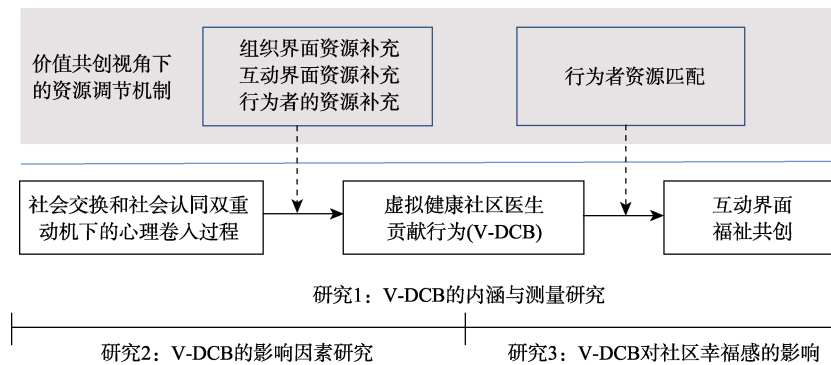 价值共创视角下
的资源调节机制
组织界面资源补充
互动界面资源补充
行为者的资源补充
行为者资源匹配
社会交换和社会认同双重
动机下的心理卷入过程
虚拟健康社区医生
贡献行为(V-DCB)
互动界面
福祉共创
研究1：V-DCB的内涵与测量研究
研究2：V-DCB的影响因素研究
研究3：V-DCB对社区幸福感的影响